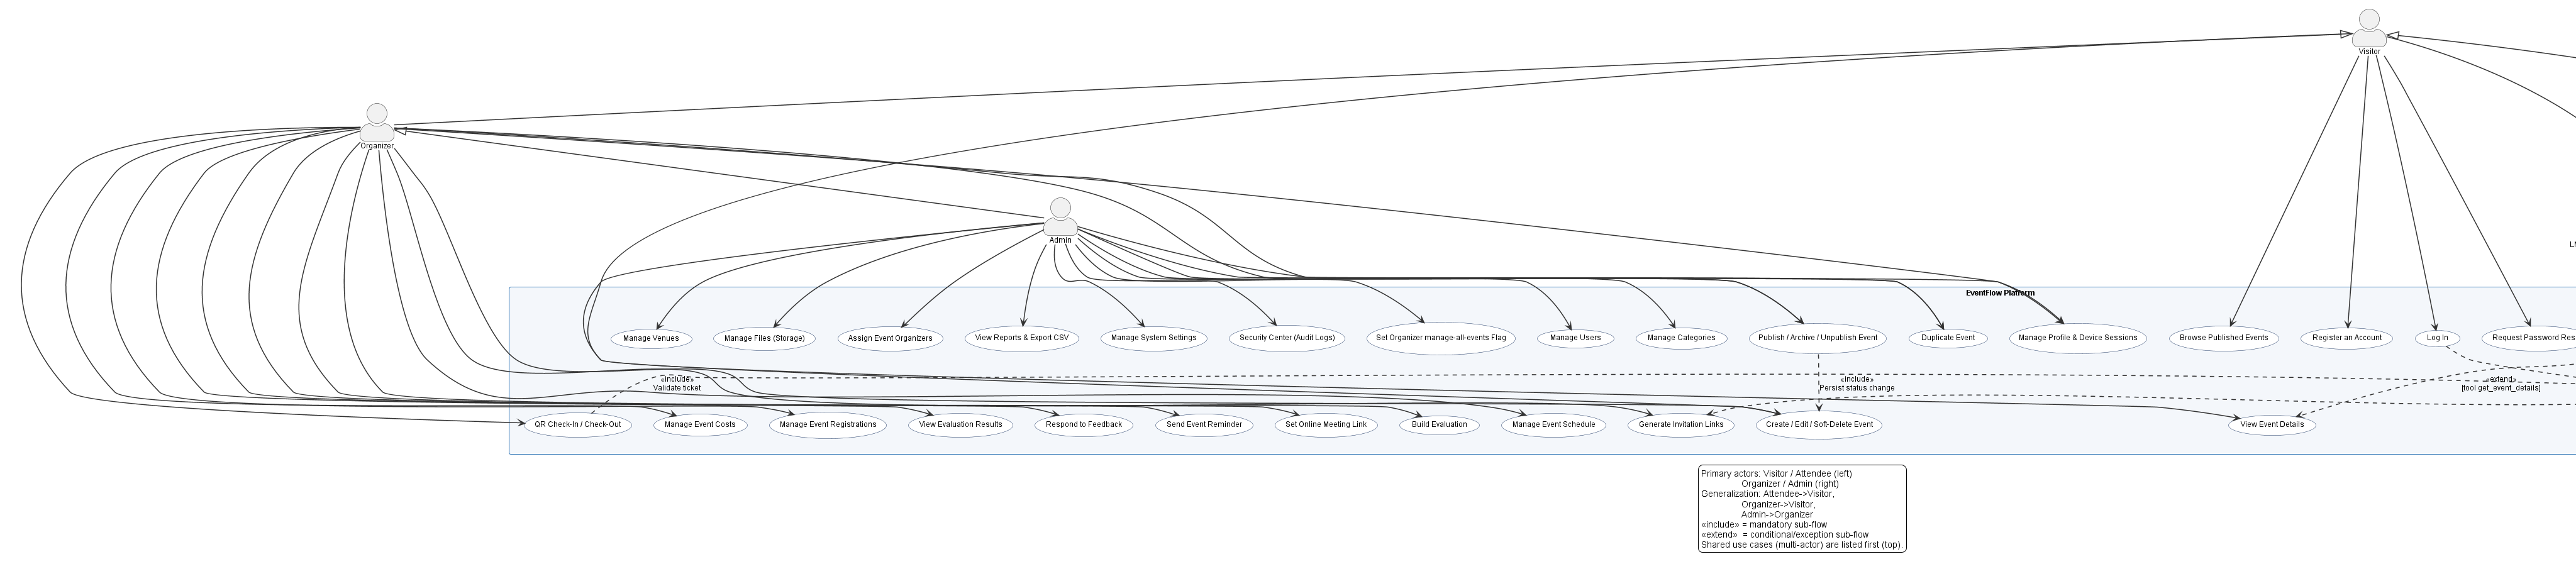 Visitor
Organizer
Admin
EventFlow Platform
Manage Venues
Manage Files (Storage)
Assign Event Organizers
View Reports & Export CSV
Manage System Settings
Security Center (Audit Logs)
Set Organizer manage-all-events Flag
Manage Users
Manage Categories
Publish / Archive / Unpublish Event
Duplicate Event
Manage Profile & Device Sessions
Browse Published Events
Register an Account
Log In
Request Password Res
«include»
Validate ticket
«include»
Persist status change
«extend»
[tool get_event_details]
QR Check-In / Check-Out
Manage Event Costs
Manage Event Registrations
View Evaluation Results
Respond to Feedback
Send Event Reminder
Set Online Meeting Link
Build Evaluation
Manage Event Schedule
Generate Invitation Links
Create / Edit / Soft-Delete Event
View Event Details
Primary actors: Visitor / Attendee (left)
Organizer / Admin (right)
Generalization: Attendee->Visitor,
Organizer->Visitor,
Admin->Organizer
«include» = mandatory sub-flow
«extend» = conditional/exception sub-flow
Shared use cases (multi-actor) are listed first (top).